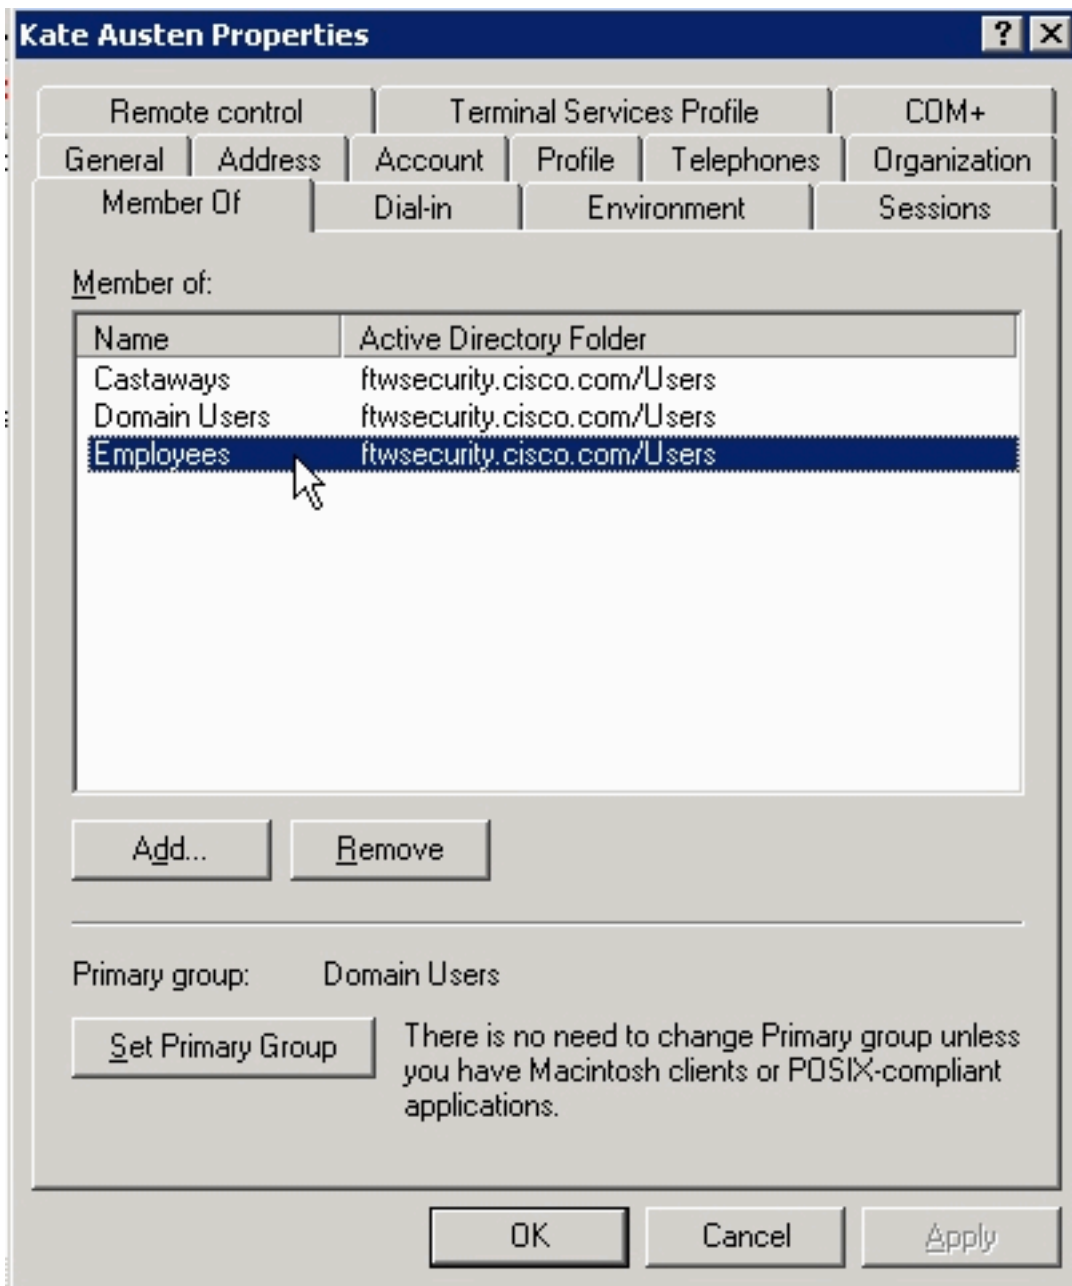 Kate Austen Properties
Remote control Terminal Services Profile COM+
General Address Account Profile Telephones Organization
Member Of Dial-in Environment Sessions
Member of:
Name Active Directory Folder
Castaways ftwsecurity.cisco.com/Users
Domain Users ftwsecurity.cisco.com/Users
Employees ftwsecurity.cisco.com/Users
Add... Remove
Primary group: Domain Users
Set Primary Group
There is no need to change Primary group unless
you have Macintosh clients or POSIX-compliant
applications.
OK Cancel Apply